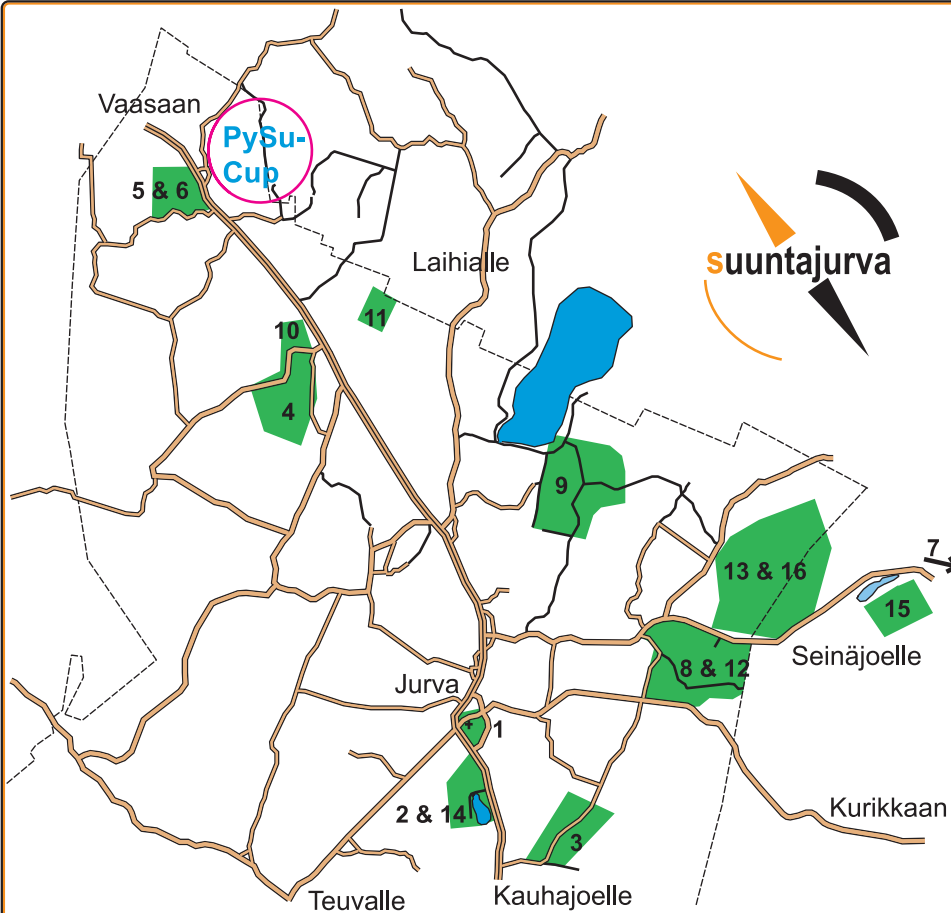 Vaasaan
PySu-
Cup
5 & 6
Laihialle
suuntajurva
11
10
4
9
7
13 & 16
15
Seinäjoelle
8 & 12
Jurva
1
2 & 14
3
Kurikkaan
Kauhajoelle
Teuvalle